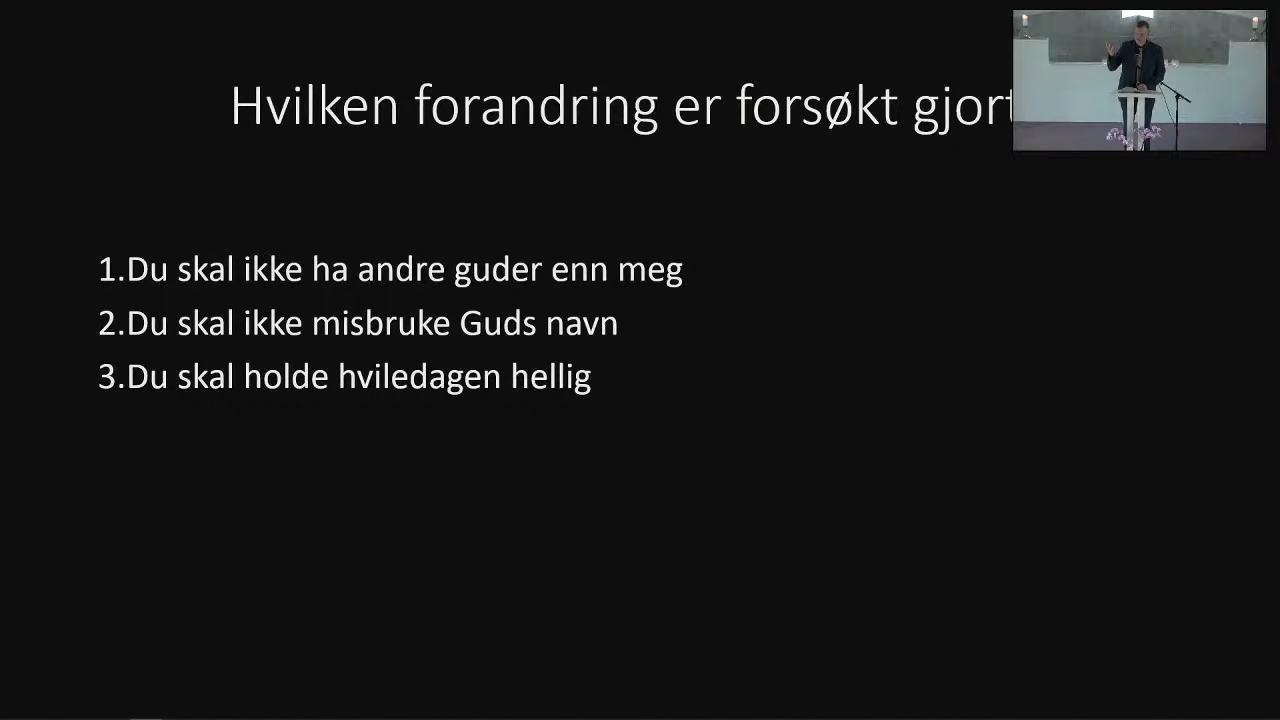 Hvilken forandring er forsøkt gjort
1.Du skal ikke ha andre guder enn meg
2.Du skal ikke misbruke Guds navn
3.Du skal holde hviledagen hellig